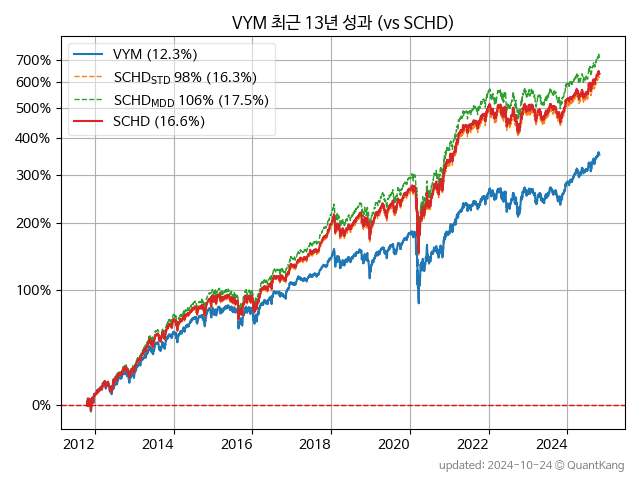 VYM 최근 13년 성과 (vs SCHD)
VYM (12.3%)
SCHD_STD 98% (16.3%)
SCHD_MDD 106% (17.5%)
SCHD (16.6%)
700%
600%
500%
400%
300%
200%
100%
0%
2012 2014 2016 2018 2020 2022 2024
updated: 2024-10-24 © QuantKang